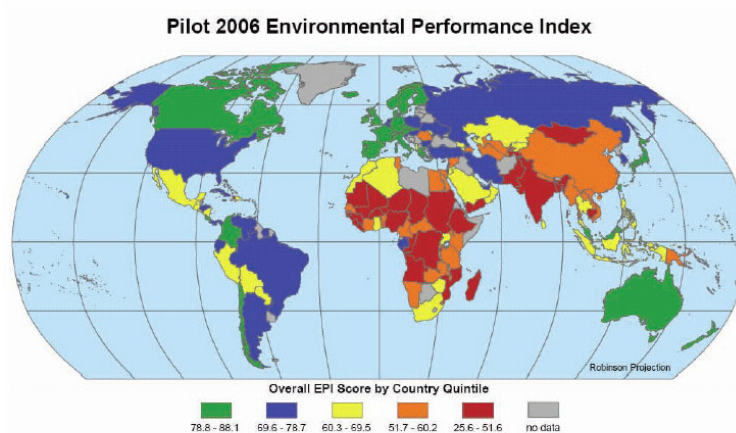 Pilot 2006 Environmental Performance Index
Robinson Projection
Overall EPI Score by Country Quintile
78.8 - 88.1 69.6 - 78.7 60.3 - 69.5 51.7 - 60.2 25.6 - 51.6 no data